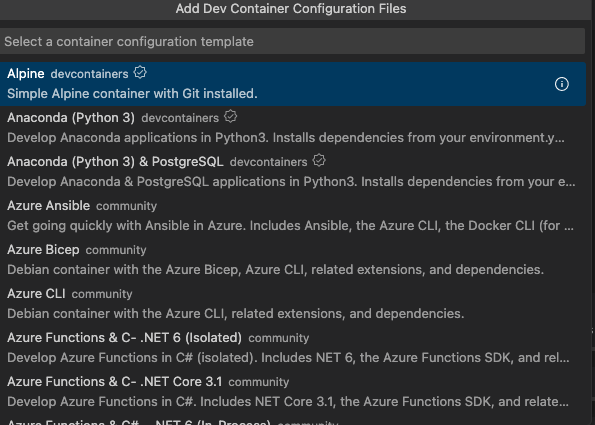 Add Dev Container Configuration Files
Select a container configuration template
Alpine devcontainers
Simple Alpine container with Git installed.
Anaconda (Python 3) devcontainers
Develop Anaconda applications in Python3. Installs dependencies from your environment.y...
Anaconda (Python 3) & PostgreSQL devcontainers
Develop Anaconda & PostgreSQL applications in Python3. Installs dependencies from your e...
Azure Ansible community
Get going quickly with Ansible in Azure. Includes Ansible, the Azure CLI, the Docker CLI (for ...
Azure Bicep community
Debian container with the Azure Bicep, Azure CLI, related extensions, and dependencies.
Azure CLI community
Debian container with the Azure CLI, related extensions, and dependencies.
Azure Functions & C- .NET 6 (Isolated) community
Develop Azure Functions in C# (isolated). Includes NET 6, the Azure Functions SDK, and rel...
Azure Functions & C- .NET Core 3.1 community
Develop Azure Functions in C#. Includes NET Core 3.1, the Azure Functions SDK, and relate...
Azure Functions & C# - .NET 6 (In-Process) community